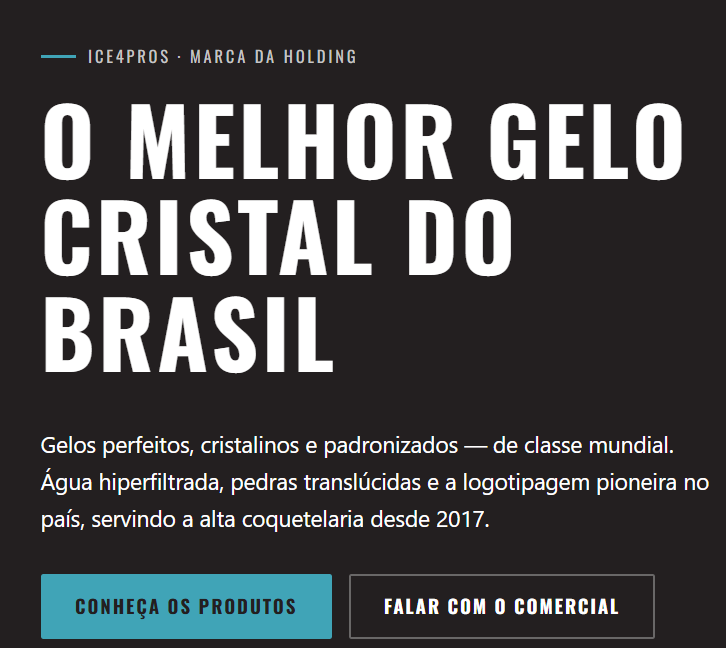 ICE4PROS · MARCA DA HOLDING
O MELHOR GELO
CRISTAL DO
BRASIL
Gelos perfeitos, cristalinos e padronizados — de classe mundial.
Água hiperfiltrada, pedras translúcidas e a logotipagem pioneira no
país, servindo a alta coquetelaria desde 2017.
CONHEÇA OS PRODUTOS
FALAR COM O COMERCIAL